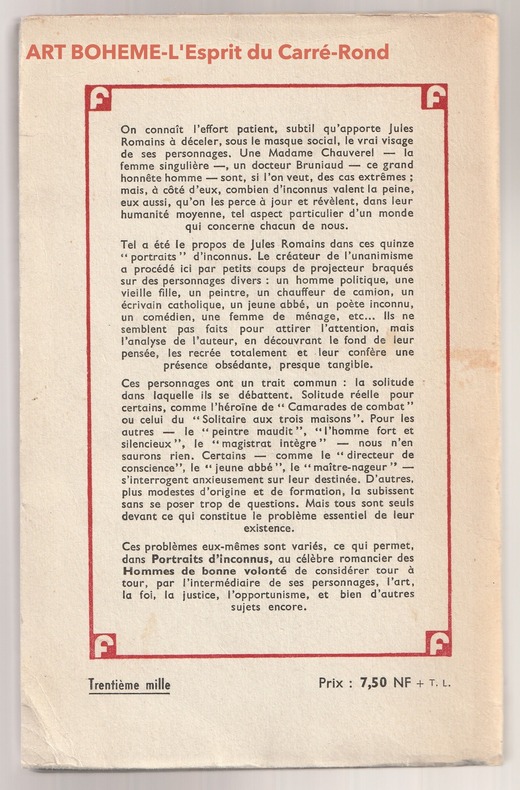 ART BOHEME-L'Esprit du Carré-Rond
F F
On connaît l'effort patient, subtil qu'apporte Jules
Romains à déceler, sous le masque social, le vrai visage
de ses personnages. Une Madame Chauverel — la
femme singulière —, un docteur Bruniaud — ce grand
honnête homme — sont, si l'on veut, des cas extrêmes ;
mais, à côté d'eux, combien d'inconnus valent la peine,
eux aussi, qu'on les perce à jour et révèlent, dans leur
humanité moyenne, tel aspect particulier d'un monde
qui concerne chacun de nous.
Tel a été le propos de Jules Romains dans ces quinze
“ portraits ” d'inconnus. Le créateur de l'unanimisme
a procédé ici par petits coups de projecteur braqués
sur des personnages divers : un homme politique, une
vieille fille, un peintre, un chauffeur de camion, un
écrivain catholique, un jeune abbé, un poète inconnu,
un comédien, une femme de ménage, etc... Ils ne
semblent pas faits pour attirer l'attention, mais
l'analyse de l'auteur, en découvrant le fond de leur
pensée, les recrée totalement et leur confère une
présence obsédante, presque tangible.
Ces personnages ont un trait commun : la solitude
dans laquelle ils se débattent. Solitude réelle pour
certains, comme l'héroïne de “ Camarades de combat ”
ou celui du “ Solitaire aux trois maisons ”. Pour les
autres — le “ peintre maudit ”, “ l'homme fort et
silencieux ”, le “ magistrat intègre ” — nous n'en
saurons rien. Certains — comme le “ directeur de
conscience”, le “ jeune abbé ”, le “ maître-nageur ” —
s'interrogent anxieusement sur leur destinée. D'autres,
plus modestes d'origine et de formation, la subissent
sans se poser trop de questions. Mais tous sont seuls
devant ce qui constitue le problème essentiel de leur
existence.
Ces problèmes eux-mêmes sont variés, ce qui permet,
dans Portraits d'inconnus, au célèbre romancier des
Hommes de bonne volonté de considérer tour à
tour, par l'intermédiaire de ses personnages, l'art,
la foi, la justice, l'opportunisme, et bien d'autres
sujets encore.
F F
Trentième mille Prix : 7,50 NF + T. L.